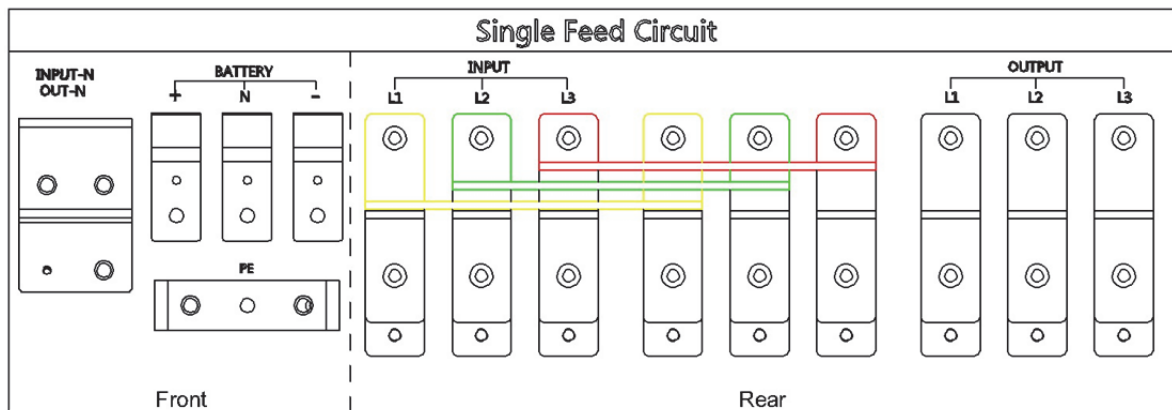 Single Feed Circuit
INPUT-N
OUT-N
BATTERY
+ N -
PE
INPUT
L1 L2 L3
OUTPUT
L1 L2 L3
Front
Rear